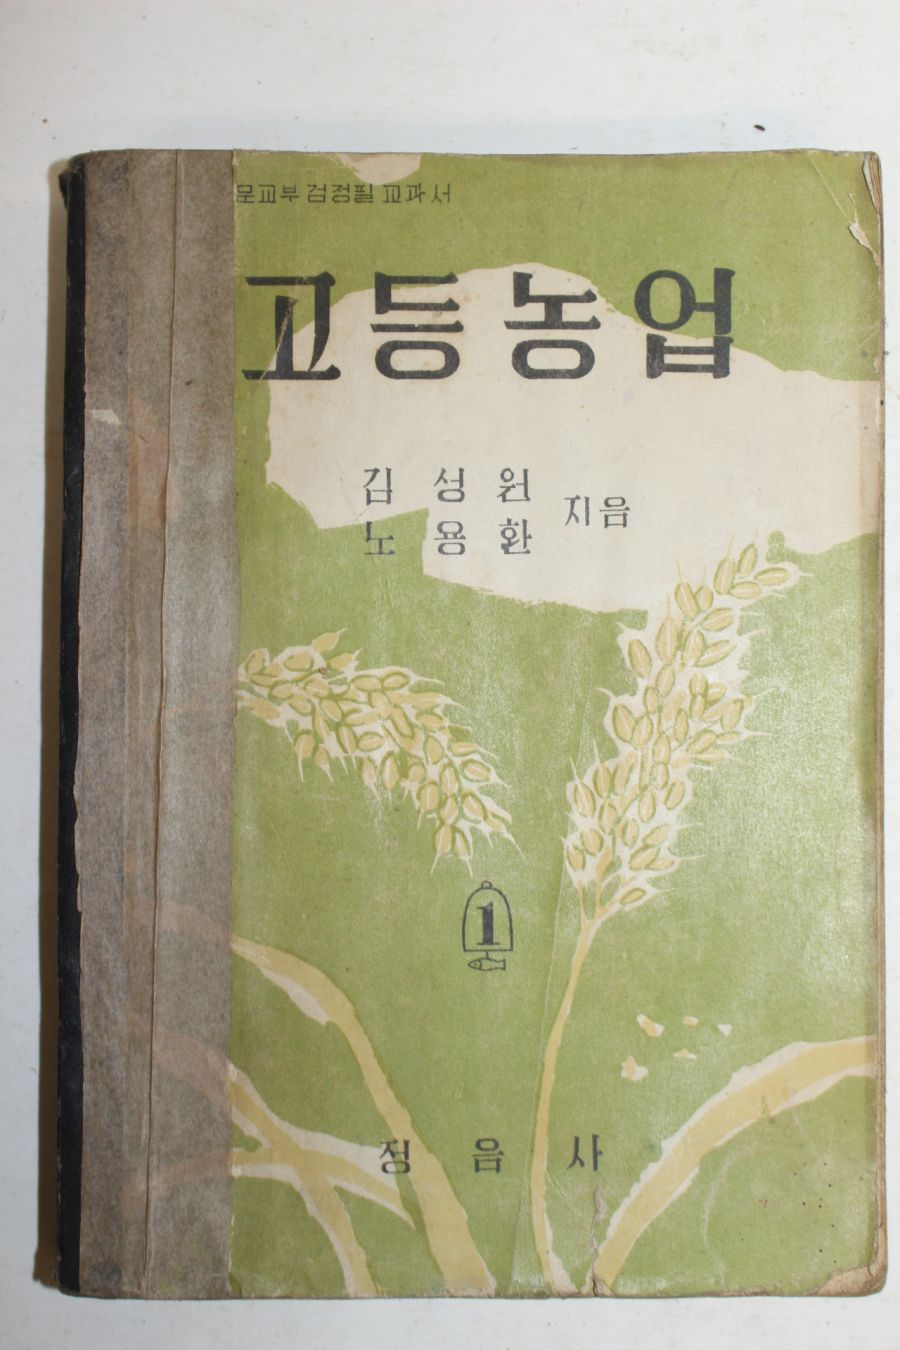 문교부 검정필 교과서
고등농업
김성원
노용환
지음
1
정음사